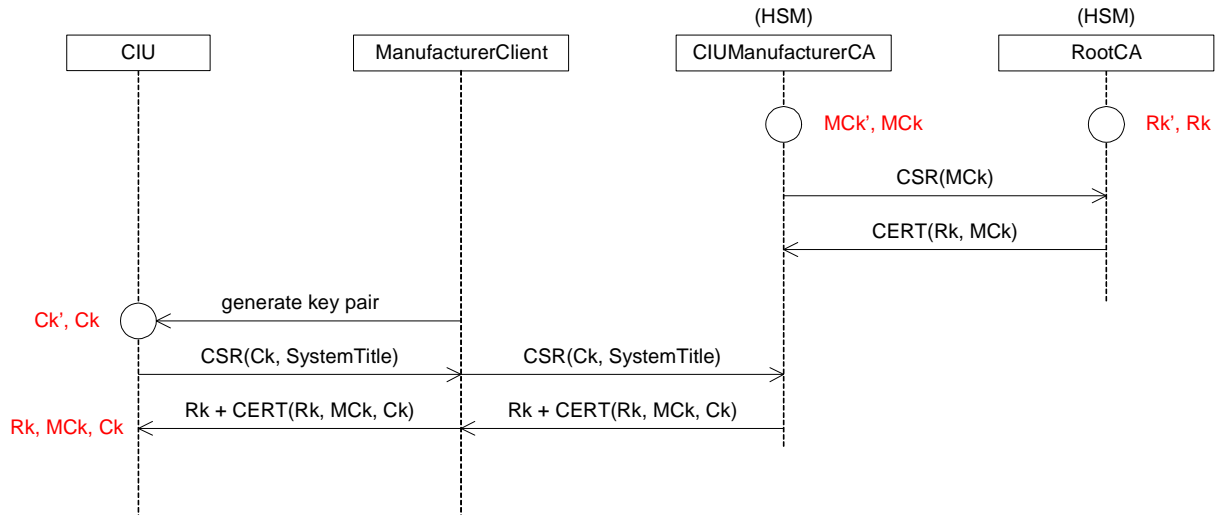 (HSM) (HSM)
CIU ManufacturerClient CIUManufacturerCA RootCA
MCk’, MCk Rk’, Rk
CSR(MCk)
CERT(Rk, MCk)
generate key pair
Ck’, Ck
CSR(Ck, SystemTitle) CSR(Ck, SystemTitle)
Rk + CERT(Rk, MCk, Ck) Rk + CERT(Rk, MCk, Ck)
Rk, MCk, Ck